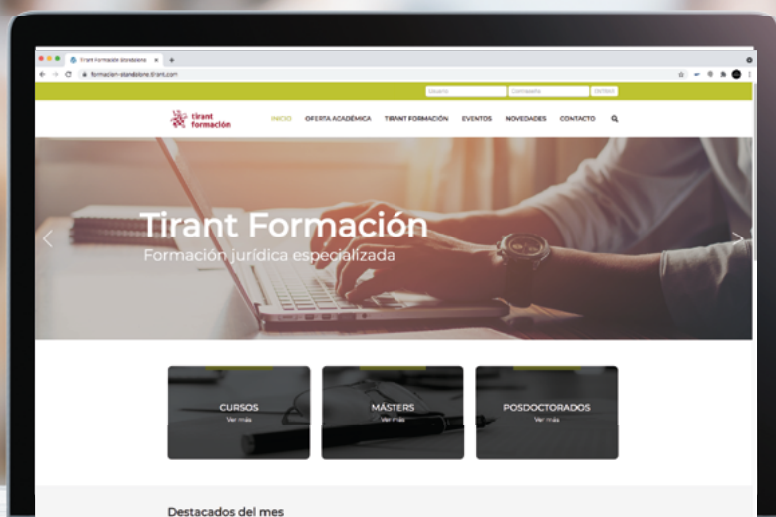 Tirant Formación Standalone
formacion-standalone.tirant.com
Usuario
Contraseña
tirant
formación
INICIO OFERTA ACADÉMICA TIRANT FORMACIÓN EVENTOS NOVEDADES CONTACTO
Tirant Formación
Formación jurídica especializada
CURSOS
Ver más
MÁSTERS
Ver más
POSDOCTORADOS
Ver más
Destacados del mes